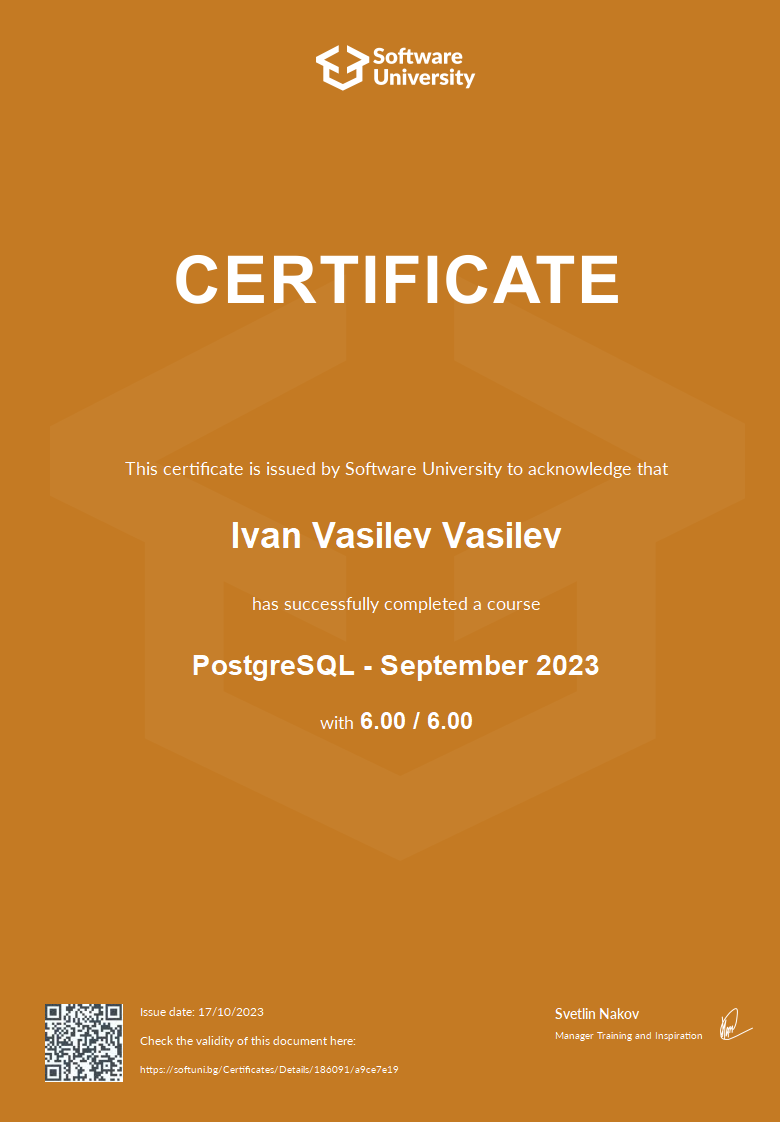 Software
University
CERTIFICATE
This certificate is issued by Software University to acknowledge that
Ivan Vasilev Vasilev
has successfully completed a course
PostgreSQL - September 2023
with 6.00 / 6.00
Issue date: 17/10/2023
Check the validity of this document here:
https://softuni.bg/Certificates/Details/186091/a9ce7e19
Svetlin Nakov
Manager Training and Inspiration